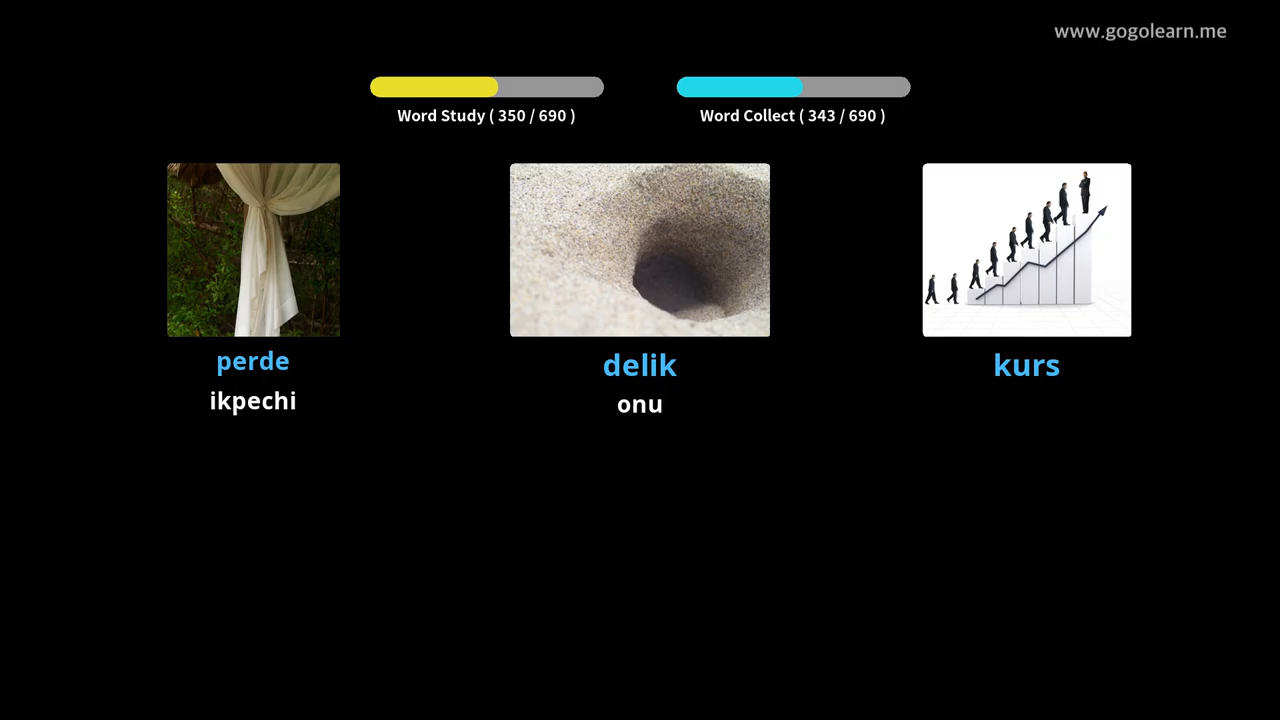 www.gogolearn.me
Word Study ( 350 / 690 )
Word Collect ( 343 / 690 )
perde
ikpechi
delik
onu
kurs